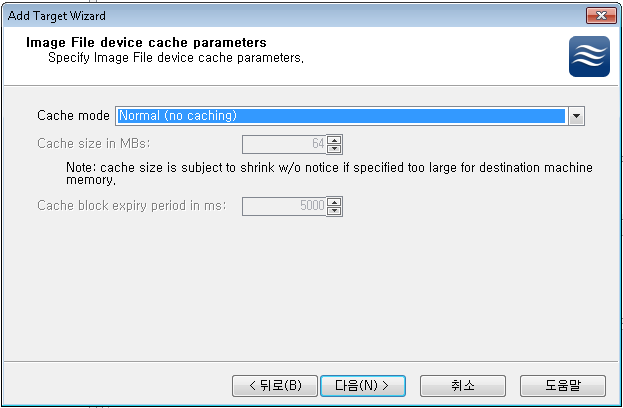 Add Target Wizard
Image File device cache parameters
Specify Image File device cache parameters,
Cache mode Normal (no caching)
Cache size in MBs: 64
Note: cache size is subject to shrink w/o notice if specified too large for destination machine
memory,
Cache block expiry period in ms: 5000
< 뒤로(B) 다음(N) > 취소 도움말